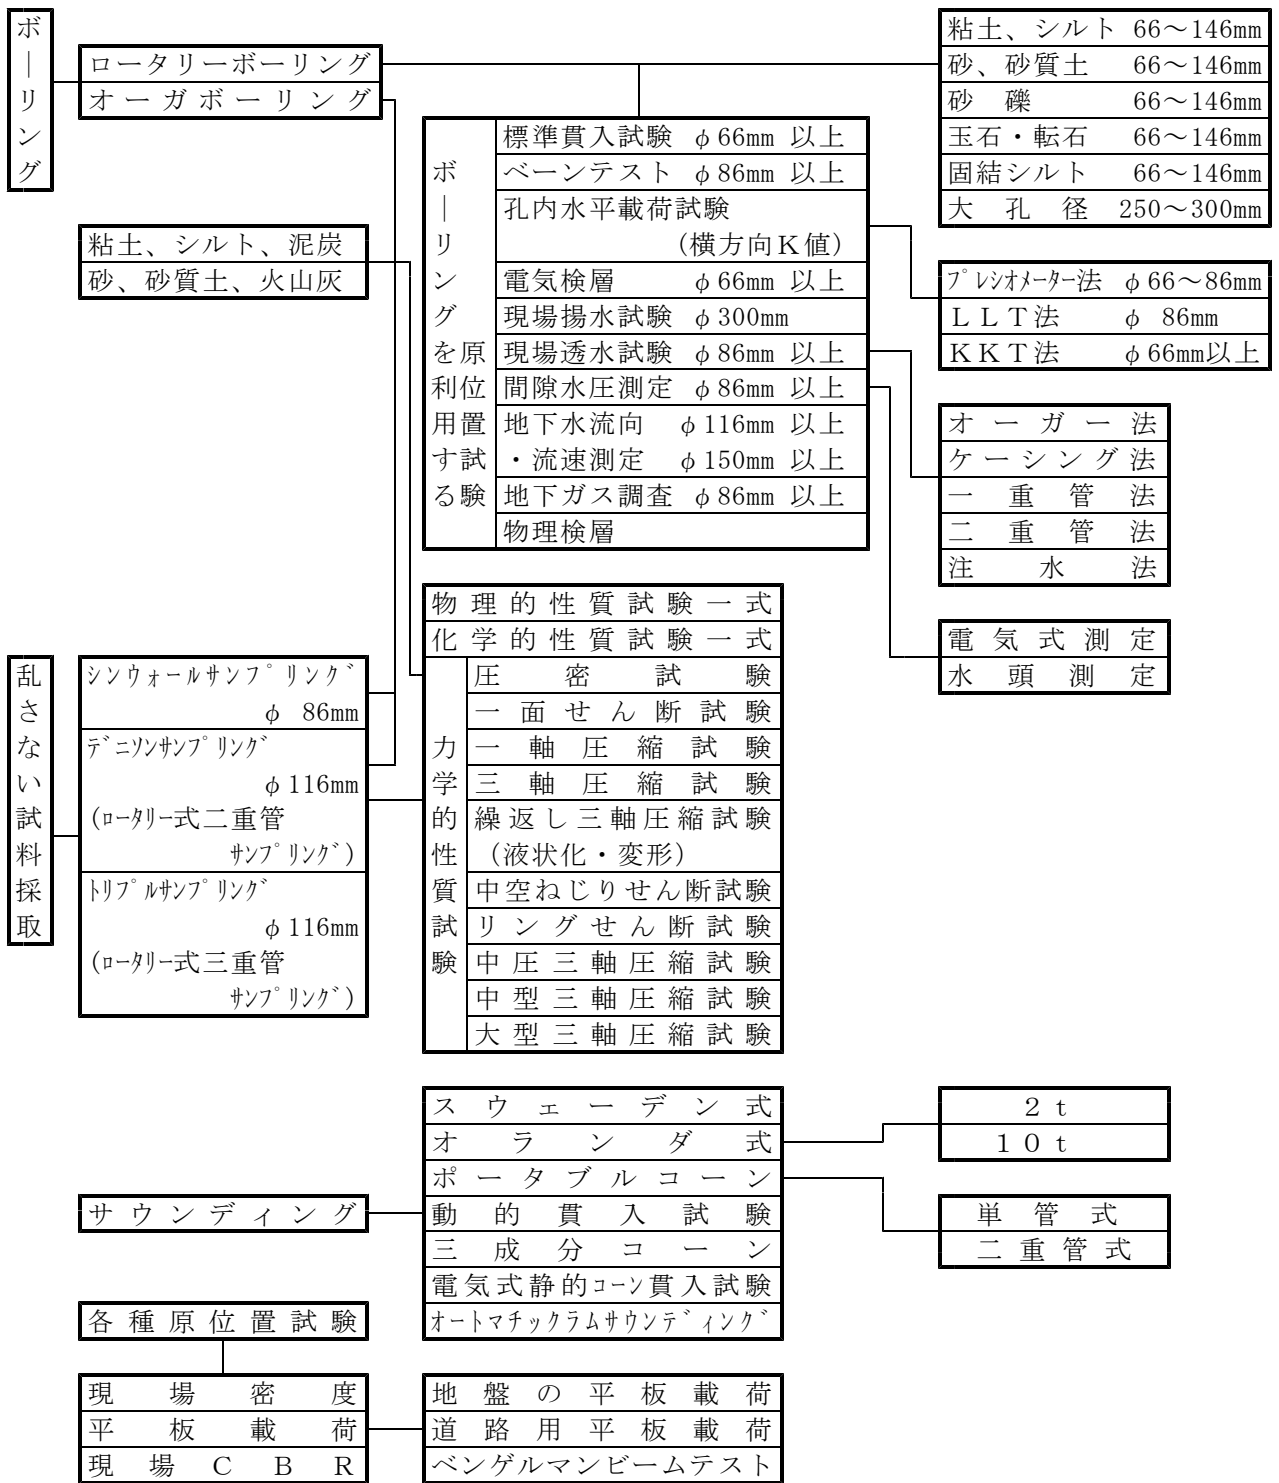 ボーリング
ロータリーボーリング
オーガボーリング
粘土、シルト 66～146mm
砂、砂質土 66～146mm
砂礫 66～146mm
玉石・転石 66～146mm
固結シルト 66～146mm
大孔径 250～300mm
ボーリングを利用する
原位置試験
標準貫入試験 φ66mm 以上
ベーンテスト φ86mm 以上
孔内水平載荷試験
(横方向K値)
電気検層 φ66mm 以上
現場揚水試験 φ300mm
現場透水試験 φ86mm 以上
間隙水圧測定 φ86mm 以上
地下水流向 φ116mm 以上
・流速測定 φ150mm 以上
地下ガス調査 φ86mm 以上
物理検層
粘土、シルト、泥炭
砂、砂質土、火山灰
プレシオメーター法 φ66～86mm
LLT法 φ 86mm
KKT法 φ66mm以上
オーガー法
ケーシング法
一重管法
二重管法
注水法
電気式測定
水頭測定
乱さない試料採取
シンウォールサンプリング
φ 86mm
デニソンサンプリング
φ116mm
(ロータリー式二重管
サンプリング)
トリプルサンプリング
φ116mm
(ロータリー式三重管
サンプリング)
物理的性質試験一式
化学的性質試験一式
力学的性質試験
圧密試験
一面せん断試験
一軸圧縮試験
三軸圧縮試験
繰返し三軸圧縮試験
(液状化・変形)
中空ねじりせん断試験
リングせん断試験
中圧三軸圧縮試験
中型三軸圧縮試験
大型三軸圧縮試験
サウンディング
スウェーデン式
オランダ式
ポータブルコーン
動的貫入試験
三成分コーン
電気式静的コーン貫入試験
オートマチックラムサウンディング
2t
10t
単管式
二重管式
各種原位置試験
現場密度
平板載荷
現場CBR
地盤の平板載荷
道路用平板載荷
ベンゲルマンビームテスト